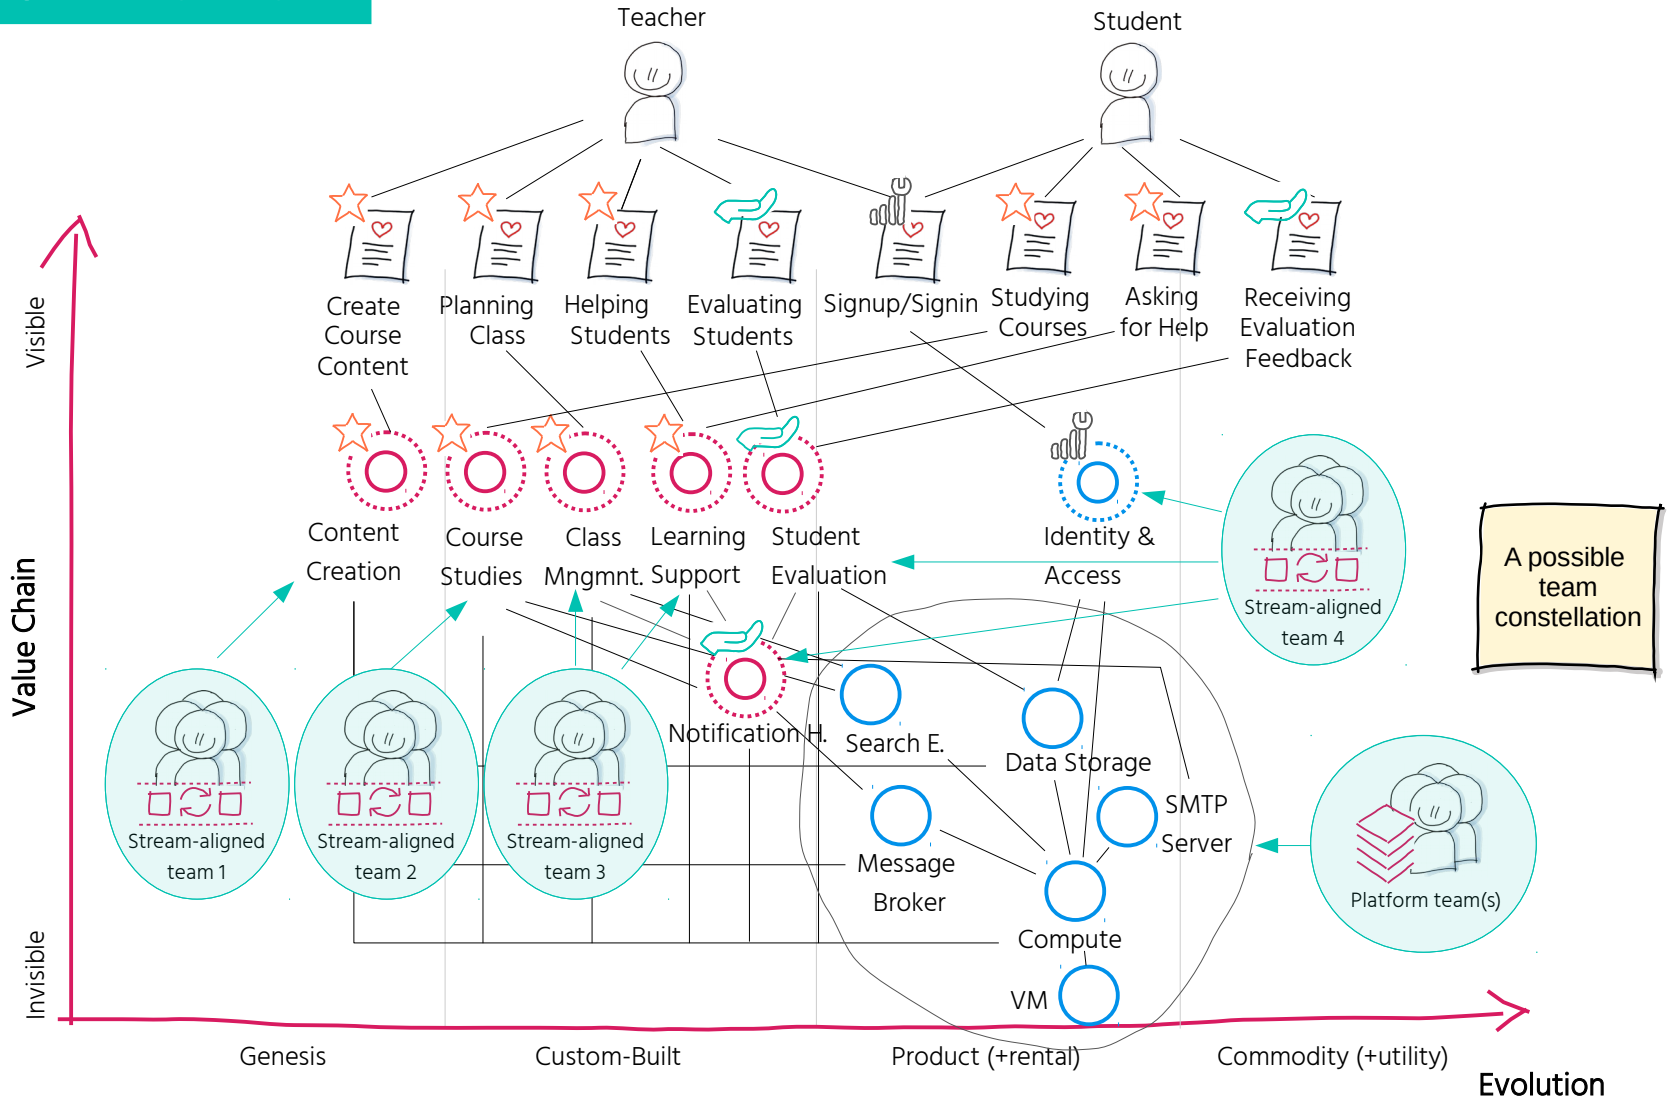 Teacher
Student
Create
Course
Content
Planning
Class
Helping
Students
Evaluating
Students
Signup/Signin
Studying
Courses
Asking
for Help
Receiving
Evaluation
Feedback
Visible
Value Chain
Invisible
Content
Creation
Course
Studies
Class
Mngmnt.
Learning
Support
Student
Evaluation
Identity &
Access
Stream-aligned
team 4
A possible
team
constellation
Notification H.
Search E.
Data Storage
SMTP
Server
Message
Broker
Compute
VM
Stream-aligned
team 1
Stream-aligned
team 2
Stream-aligned
team 3
Platform team(s)
Genesis
Custom-Built
Product (+rental)
Commodity (+utility)
Evolution